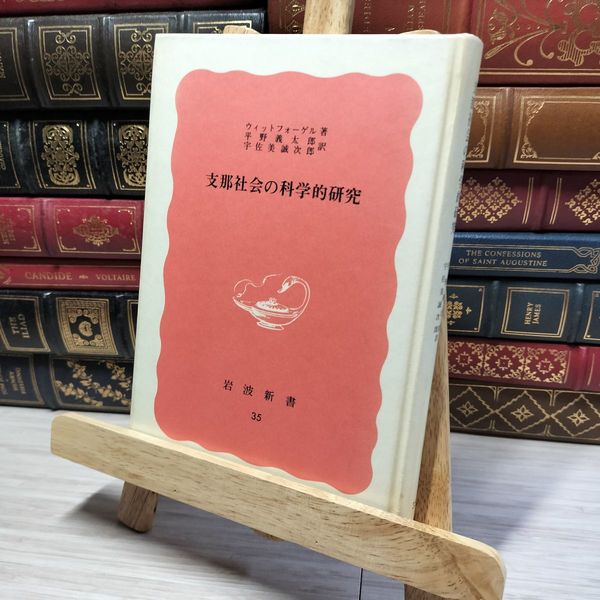 ウィットフォーゲル著
平野義太郎
宇佐美誠次郎訳
支那社会の科学的研究
岩波新書
35
CANDIDE VOLTAIRE
THE ILIAD
THE CONFESSIONS
OF SAINT AUGUSTINE
HENRY
JAMES